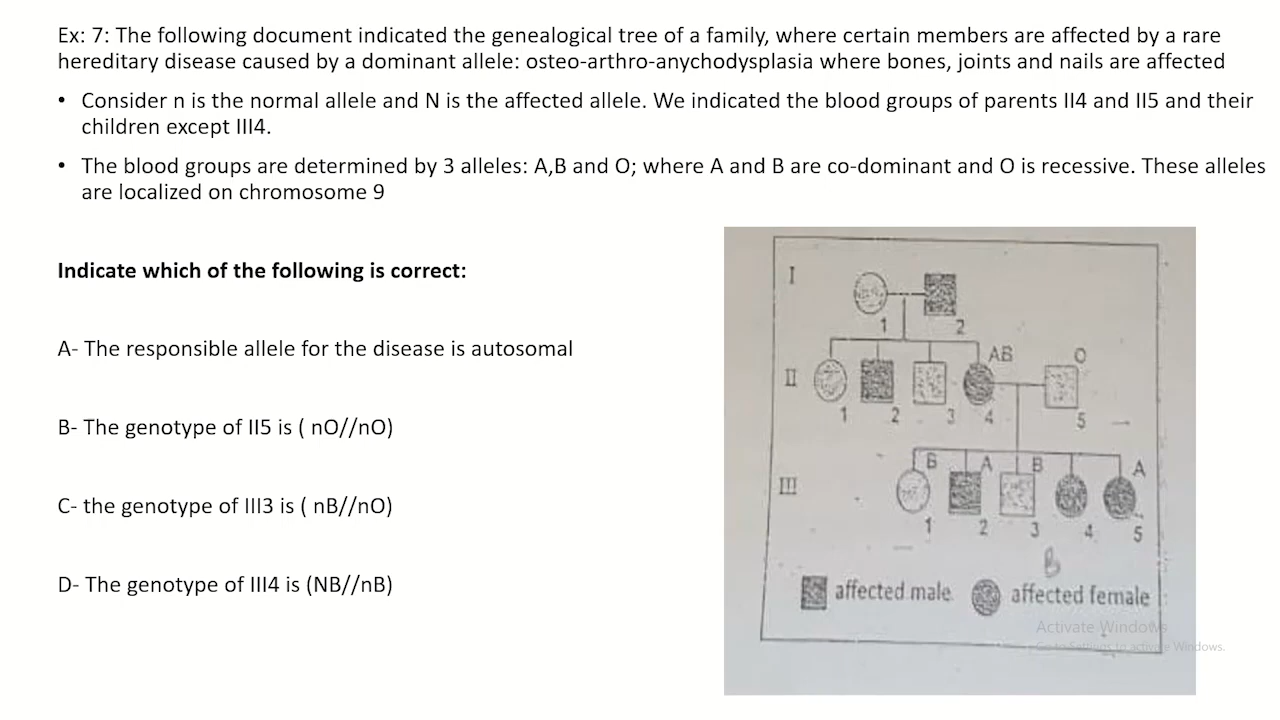 Ex: 7: The following document indicated the genealogical tree of a family, where certain members are affected by a rare
hereditary disease caused by a dominant allele: osteo-arthro-anychodysplasia where bones, joints and nails are affected
• Consider n is the normal allele and N is the affected allele. We indicated the blood groups of parents II4 and II5 and their
children except III4.
• The blood groups are determined by 3 alleles: A,B and O; where A and B are co-dominant and O is recessive. These alleles
are localized on chromosome 9
Indicate which of the following is correct:
A- The responsible allele for the disease is autosomal
B- The genotype of II5 is ( nO//nO)
C- the genotype of III3 is ( nB//nO)
D- The genotype of III4 is (NB//nB)
I
1 2
AB O
II
1 2 3 4 5
B A B A
III
1 2 3 4 5
B
affected male affected female
Activate Windows
Go to Settings to activate Windows.